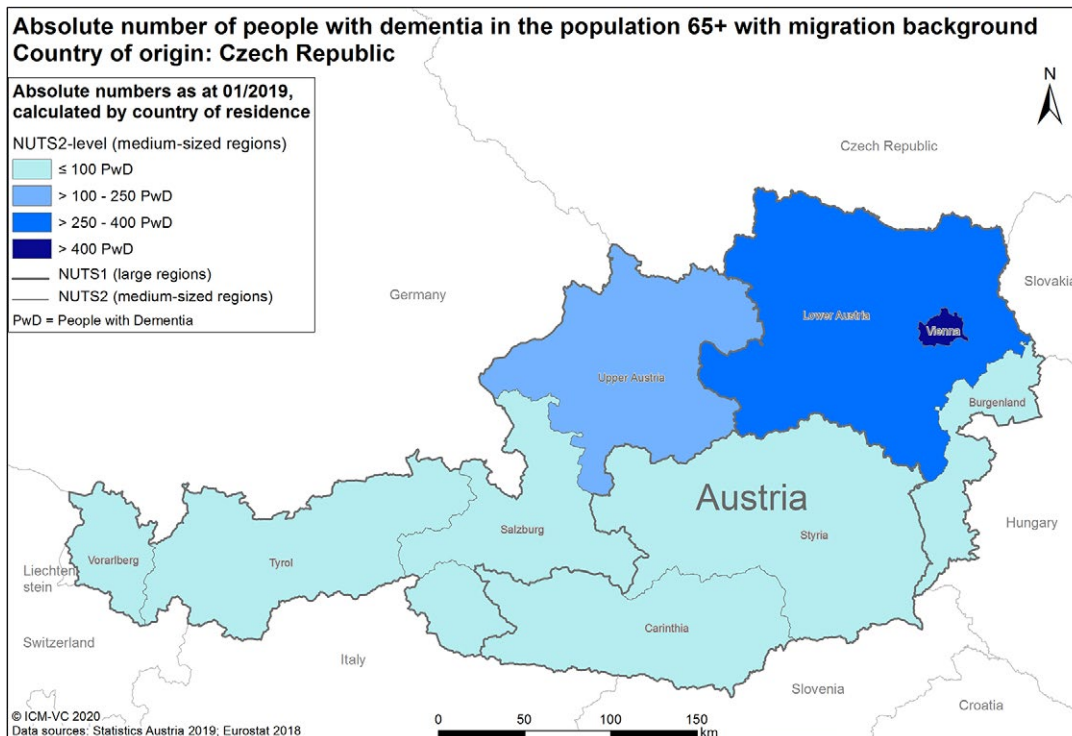 Absolute number of people with dementia in the population 65+ with migration background
Country of origin: Czech Republic
Absolute numbers as at 01/2019,
calculated by country of residence
NUTS2-level (medium-sized regions)
≤ 100 PwD
> 100 - 250 PwD
> 250 - 400 PwD
> 400 PwD
NUTS1 (large regions)
NUTS2 (medium-sized regions)
PwD = People with Dementia
N
Czech Republic
Germany
Slovakia
Lower Austria
Vienna
Upper Austria
Burgenland
Austria
Salzburg
Styria
Hungary
Vorarlberg
Tyrol
Liechten
stein
Carinthia
Switzerland
Italy
Slovenia
Croatia
© ICM-VC 2020
Data sources: Statistics Austria 2019; Eurostat 2018
0 50 100 150
km